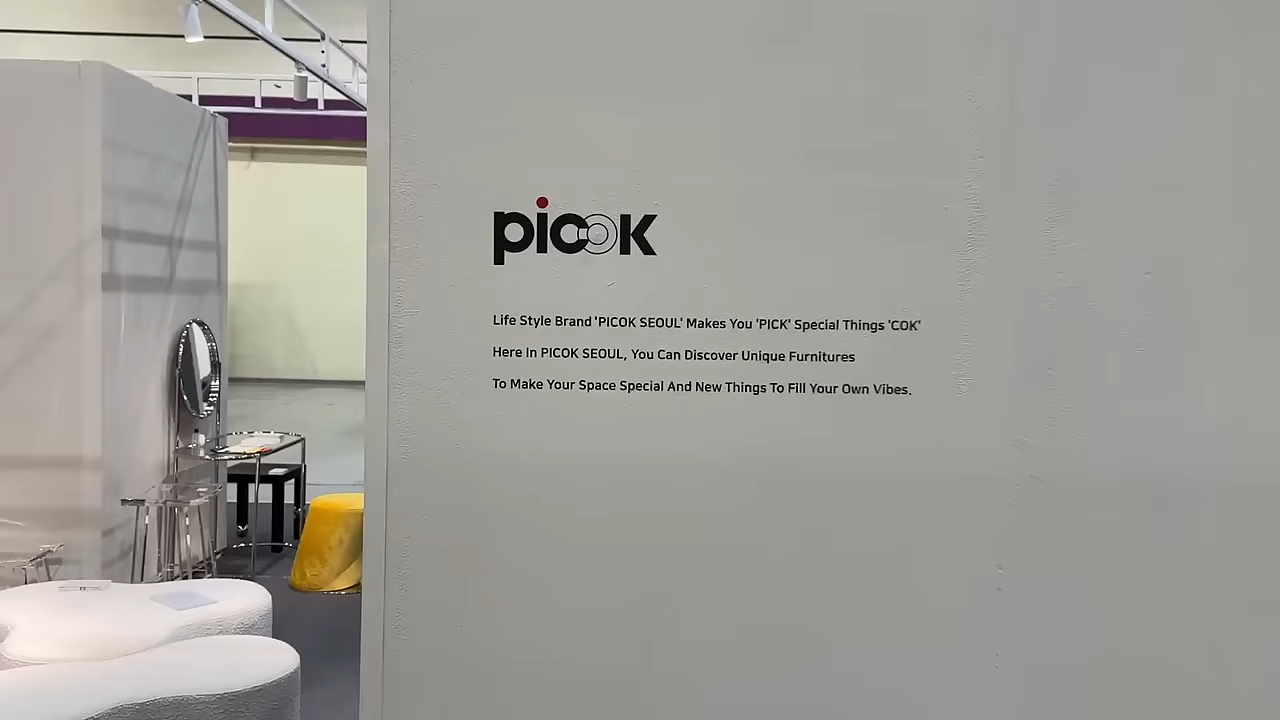 picok
Life Style Brand 'PICOK SEOUL' Makes You 'PICK' Special Things 'COK'
Here In PICOK SEOUL, You Can Discover Unique Furnitures
To Make Your Space Special And New Things To Fill Your Own Vibes.